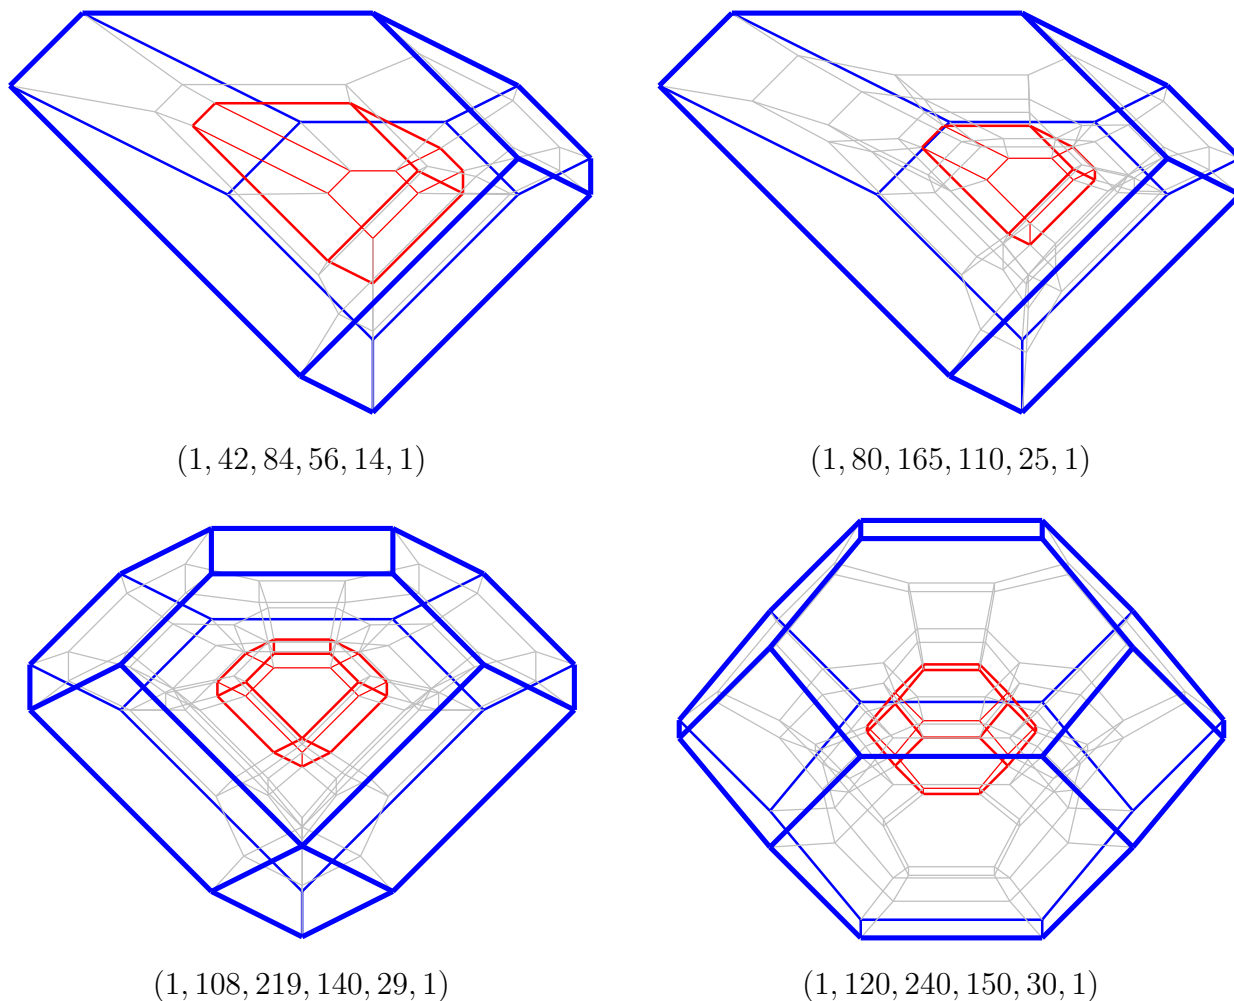 (1, 42, 84, 56, 14, 1)
(1, 80, 165, 110, 25, 1)
(1, 108, 219, 140, 29, 1)
(1, 120, 240, 150, 30, 1)